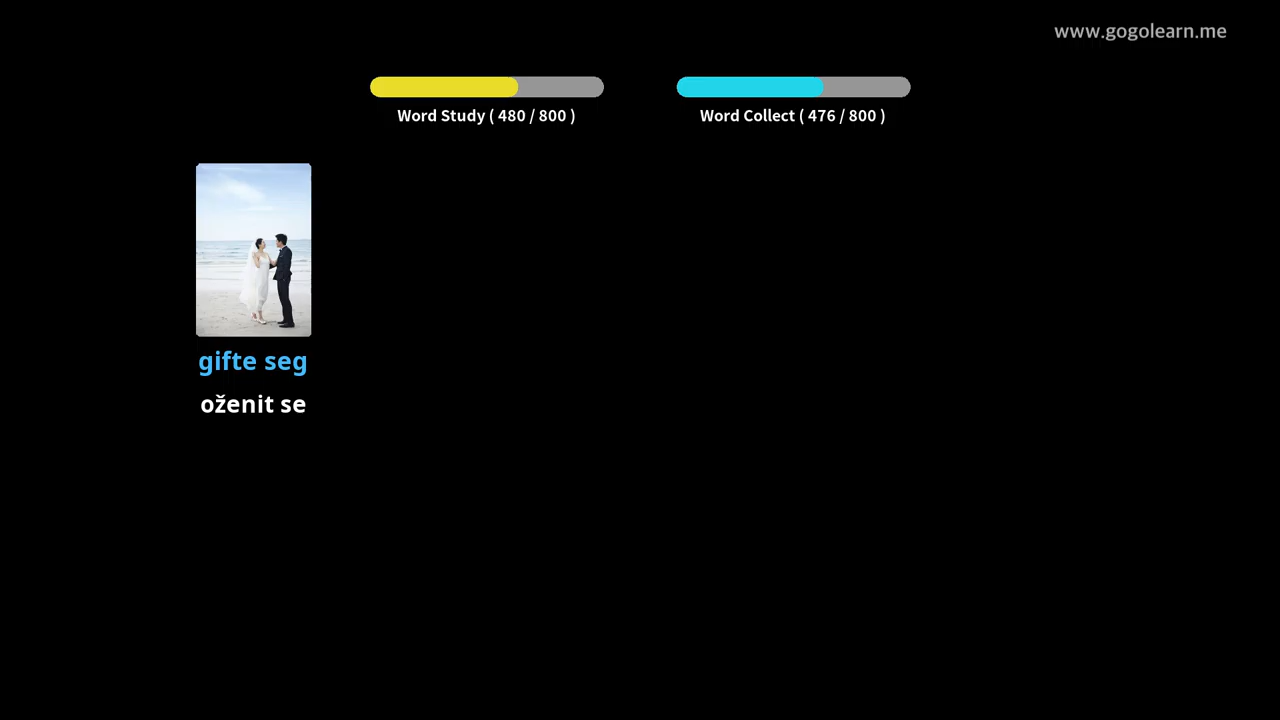 www.gogolearn.me
Word Study ( 480 / 800 )
Word Collect ( 476 / 800 )
gifte seg
oženit se